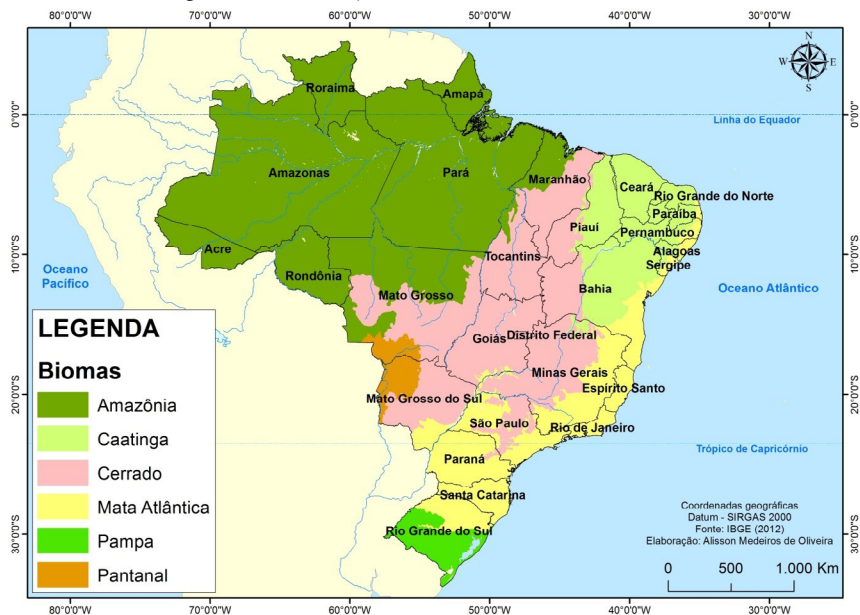 80°0'0"O 70°0'0"O 60°0'0"O 50°0'0"O 40°0'0"O 30°0'0"O
N
W E
S
0°0'0"
10°0'0"S
20°0'0"S
30°0'0"S
Roraima
Amapá
Linha do Equador
Amazonas
Pará
Maranhão
Ceará
Rio Grande do Norte
Paraíba
Piauí
Pernambuco
Acre
Alagoas
Sergipe
Tocantins
Rondônia
Oceano
Pacífico
Mato Grosso
Bahia
Oceano Atlântico
Goiás
Distrito Federal
Minas Gerais
Espírito Santo
Mato Grosso do Sul
São Paulo
Rio de Janeiro
Trópico de Capricórnio
Paraná
Santa Catarina
Rio Grande do Sul
LEGENDA
Biomas
Amazônia
Caatinga
Cerrado
Mata Atlântica
Pampa
Pantanal
Coordenadas geográficas
Datum - SIRGAS 2000
Fonte: IBGE (2012)
Elaboração: Alisson Medeiros de Oliveira
0 500 1.000 Km
0°0'0"
10°0'0"S
20°0'0"S
30°0'0"S
80°0'0"O 70°0'0"O 60°0'0"O 50°0'0"O 40°0'0"O 30°0'0"O